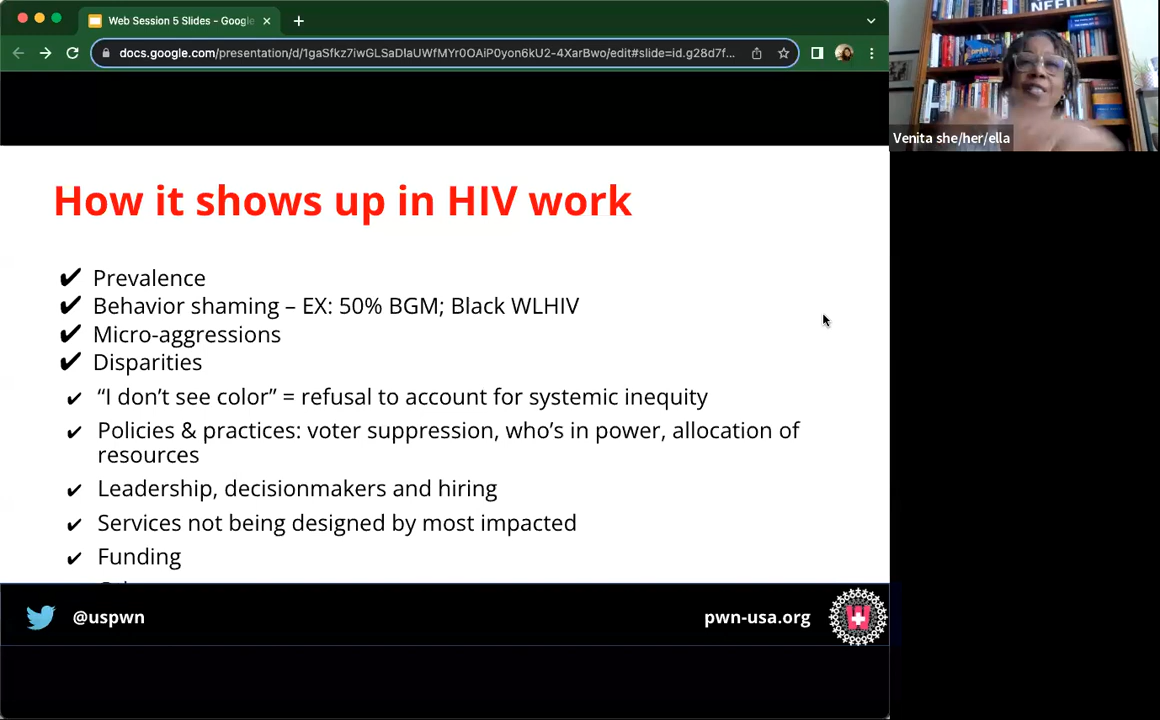 Web Session 5 Slides - Google
docs.google.com/presentation/d/1gaSfkz7iwGLSaDlaUWfMYr0OAiP0yon6kU2-4XarBwo/edit#slide=id.g28d7f...
NEET
Venita she/her/ella
How it shows up in HIV work
✔ Prevalence
✔ Behavior shaming – EX: 50% BGM; Black WLHIV
✔ Micro-aggressions
✔ Disparities
✔ “I don’t see color” = refusal to account for systemic inequity
✔ Policies & practices: voter suppression, who’s in power, allocation of
resources
✔ Leadership, decisionmakers and hiring
✔ Services not being designed by most impacted
✔ Funding
@uspwn
pwn-usa.org